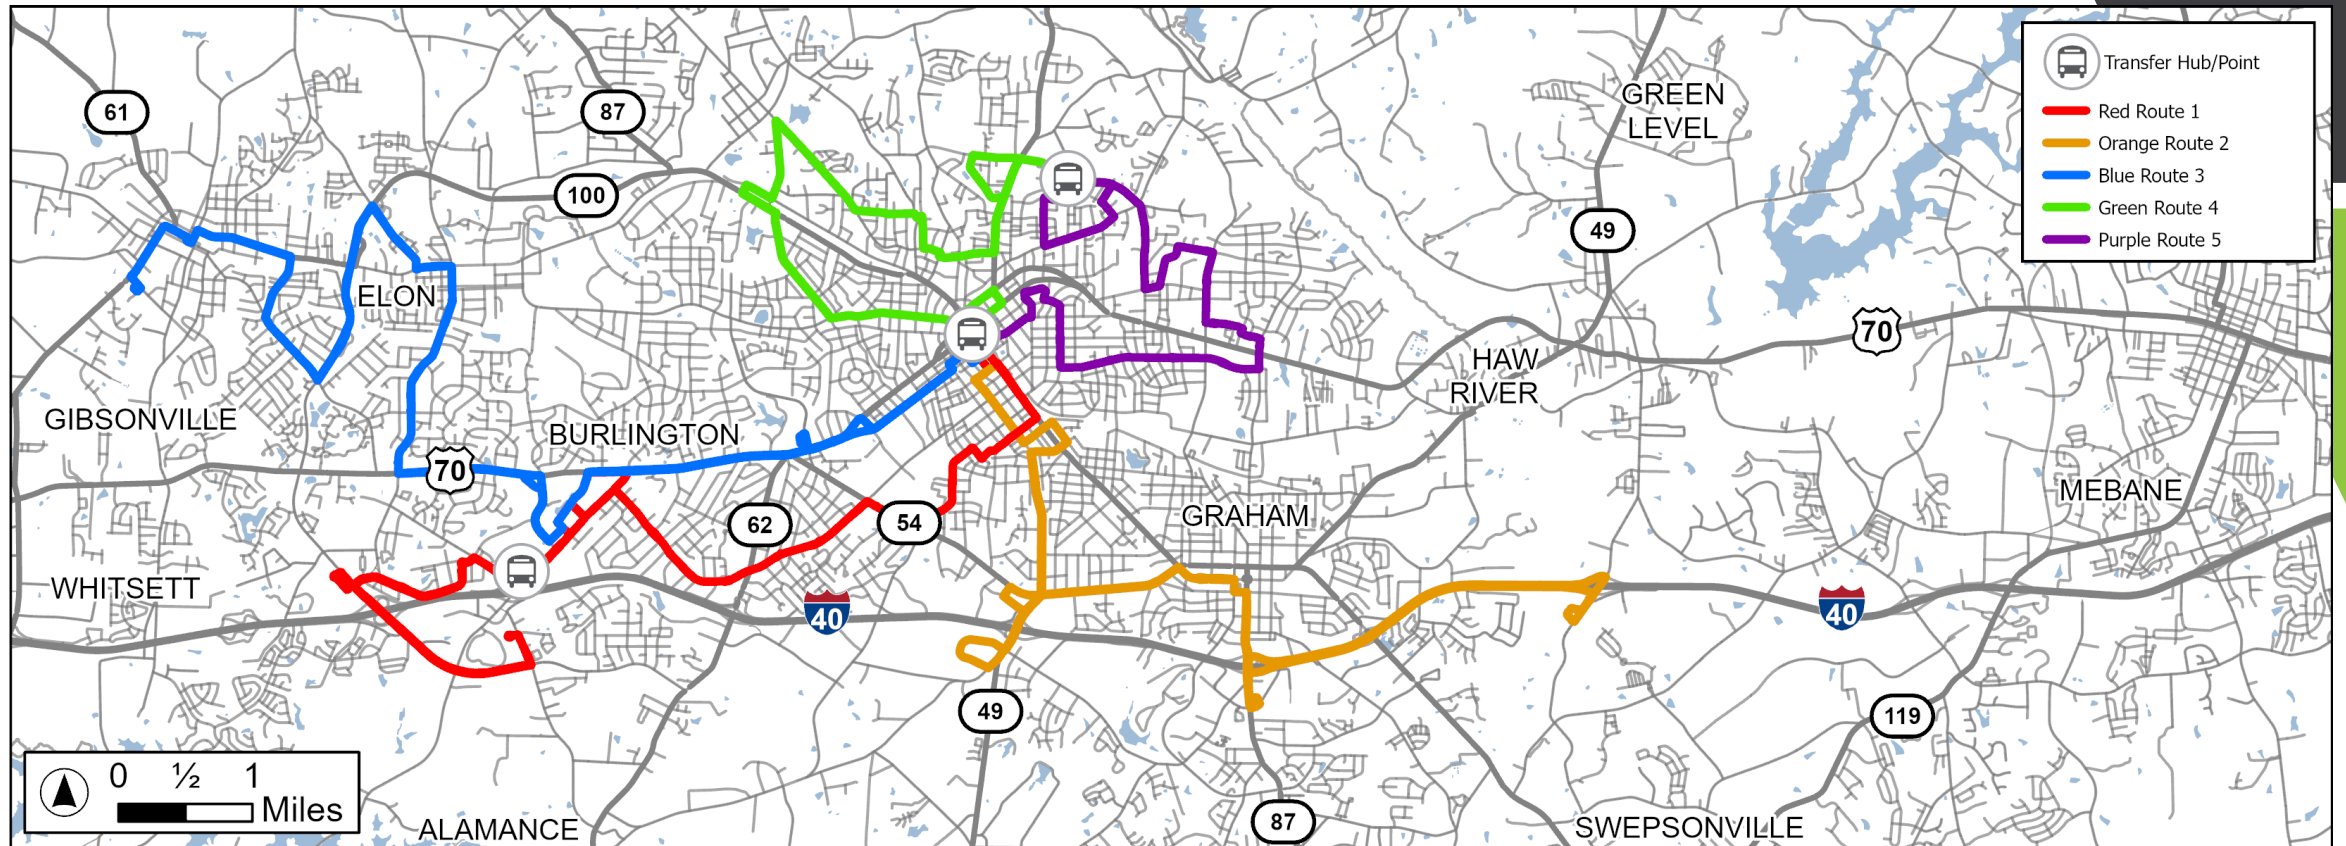 Transfer Hub/Point
Red Route 1
Orange Route 2
Blue Route 3
Green Route 4
Purple Route 5
61
87
100
GREEN
LEVEL
49
ELON
70
HAW
RIVER
GIBSONVILLE
BURLINGTON
70
MEBANE
62
54
GRAHAM
WHITSETT
40
40
49
119
0 ½ 1
Miles
87
ALAMANCE
SWEPSONVILLE